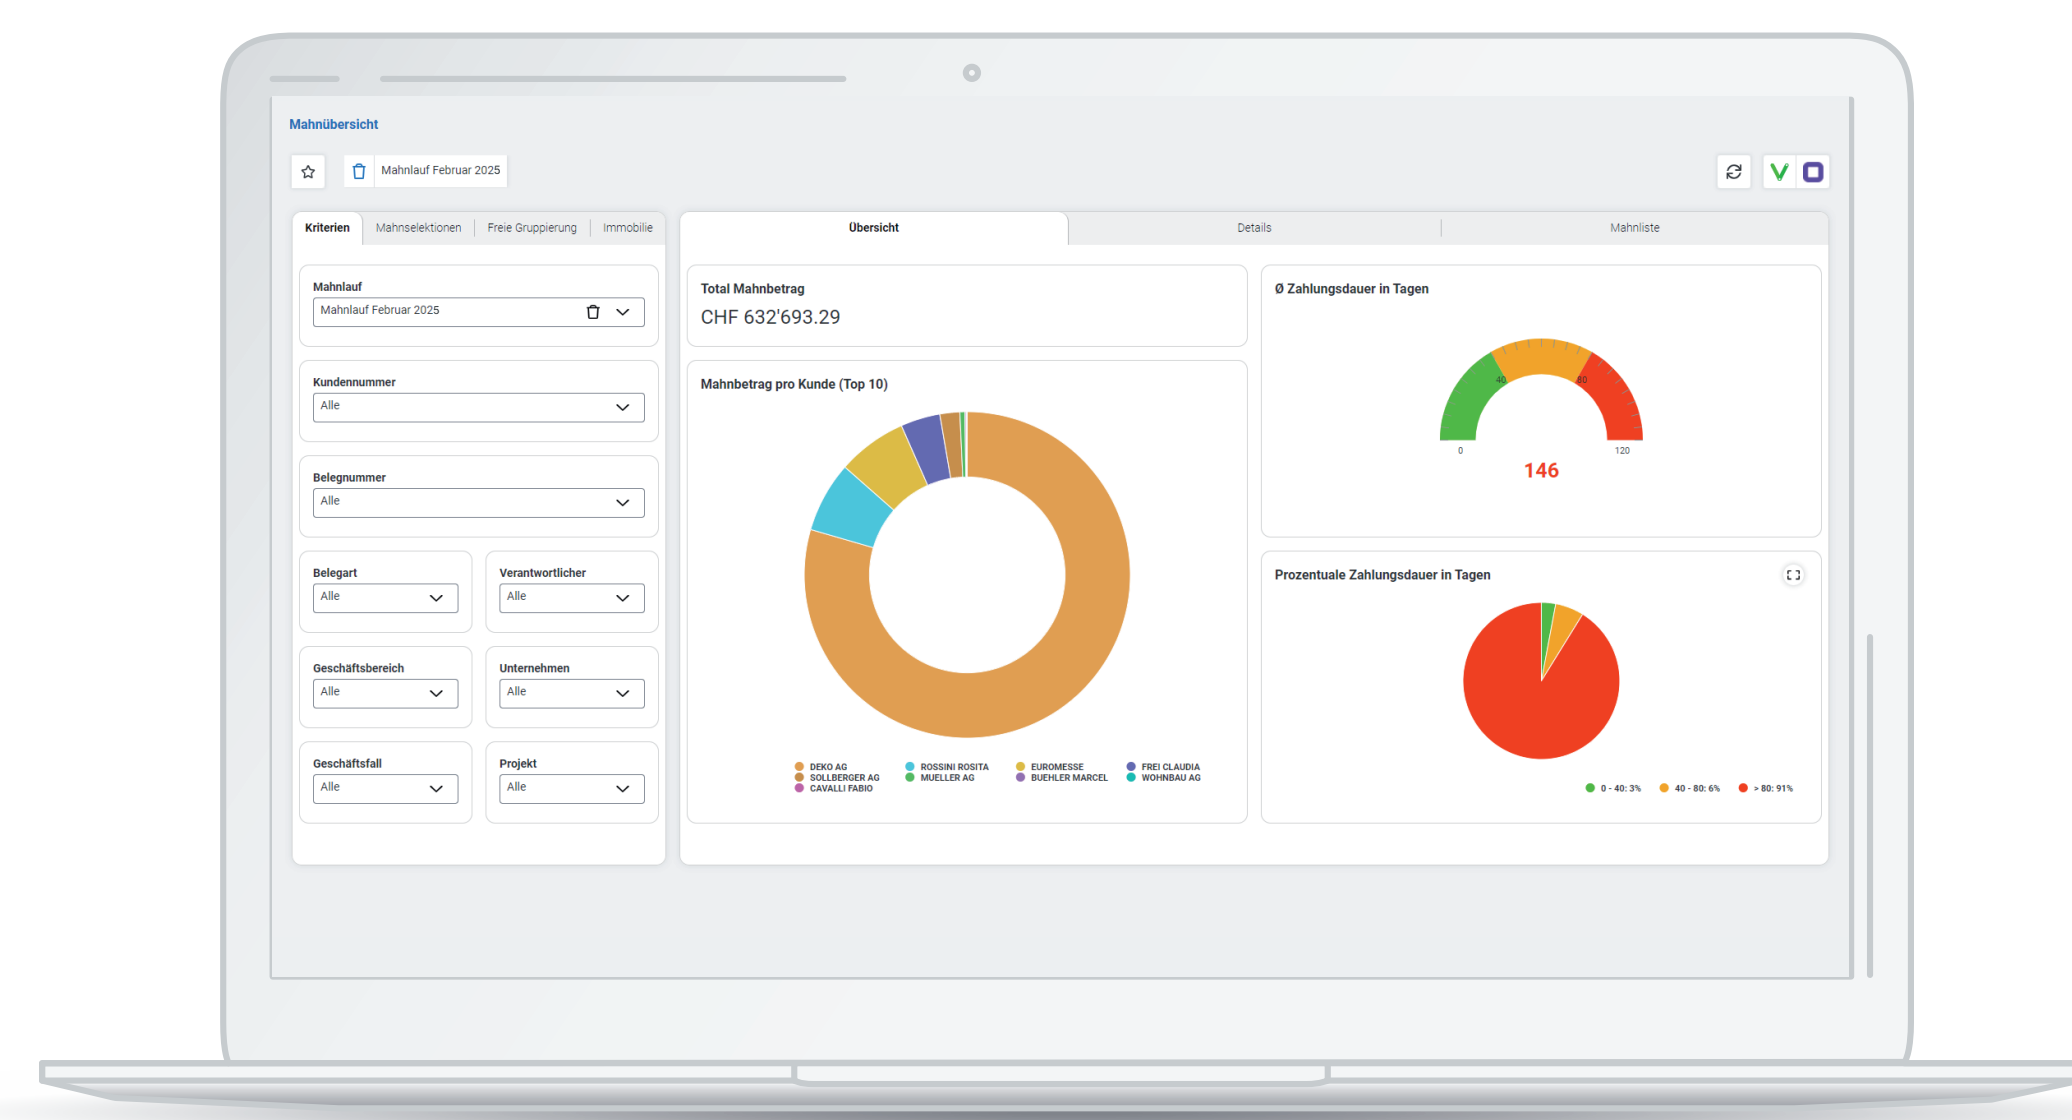 Mahnübersicht
Mahnlauf Februar 2025
Kriterien Mahnselektionen Freie Gruppierung Immobilie
Mahnlauf
Mahnlauf Februar 2025
Kundennummer
Alle
Belegnummer
Alle
Belegart Verantwortlicher
Alle Alle
Geschäftsbereich Unternehmen
Alle Alle
Geschäftsfall Projekt
Alle Alle
Übersicht Details Mahnliste
Total Mahnbetrag
CHF 632'693.29
Mahnbetrag pro Kunde (Top 10)
DEKO AG ROSSINI ROSITA EUROMESSE FREI CLAUDIA
SOLLBERGER AG MUELLER AG BUEHLER MARCEL WOHNBAU AG
CAVALLI FABIO
Ø Zahlungsdauer in Tagen
40 80
0 120
146
Prozentuale Zahlungsdauer in Tagen
0 - 40: 3% 40 - 80: 6% > 80: 91%